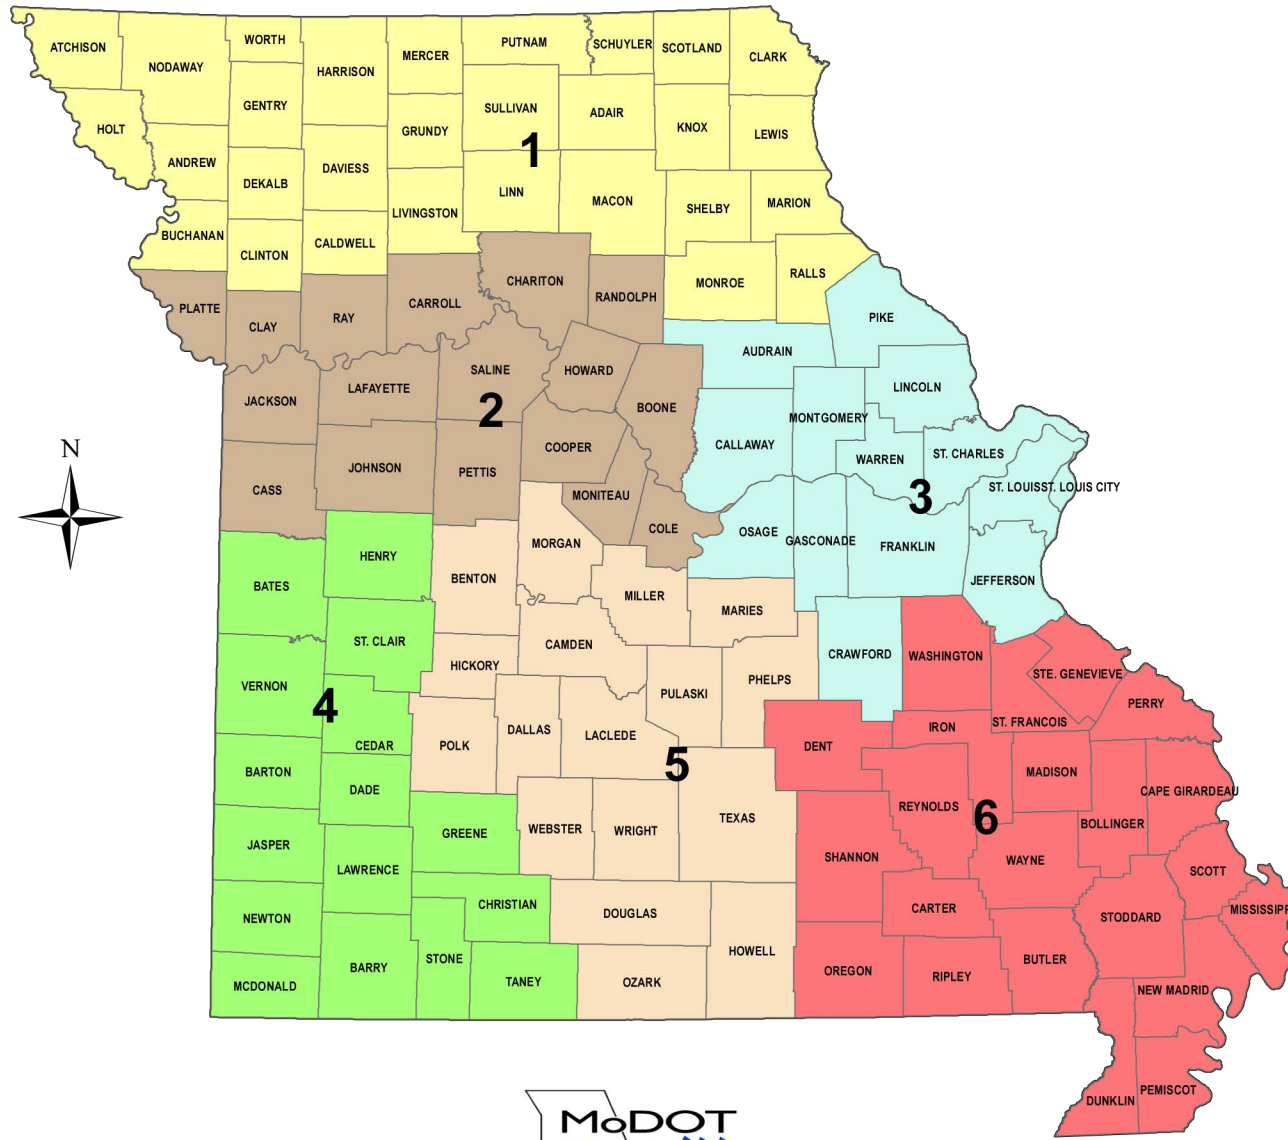 ATCHISON
NODAWAY
WORTH
HARRISON
MERCER
PUTNAM
SCHUYLER
SCOTLAND
CLARK
HOLT
GENTRY
GRUNDY
SULLIVAN
ADAIR
KNOX
LEWIS
ANDREW
DEKALB
DAVIESS
1
LINN
MACON
SHELBY
MARION
LIVINGSTON
BUCHANAN
CLINTON
CALDWELL
MONROE
RALLS
CHARITON
RANDOLPH
PLATTE
CLAY
RAY
CARROLL
PIKE
AUDRAIN
JACKSON
LAFAYETTE
SALINE
HOWARD
BOONE
2
LINCOLN
MONTGOMERY
CALLAWAY
COOPER
WARREN
ST. CHARLES
N
CASS
JOHNSON
PETTIS
MONITEAU
COLE
3
ST. LOUIS
ST. LOUIS CITY
OSAGE
GASCONADE
FRANKLIN
JEFFERSON
BATES
HENRY
BENTON
MORGAN
MILLER
MARIES
ST. CLAIR
HICKORY
CAMDEN
CRAWFORD
WASHINGTON
STE. GENEVIEVE
VERNON
4
PULASKI
PHELPS
PERRY
ST. FRANCOIS
IRON
CEDAR
POLK
DALLAS
LACLEDE
5
DENT
BARTON
DADE
MADISON
CAPE GIRARDEAU
REYNOLDS
6
BOLLINGER
JASPER
GREENE
WEBSTER
WRIGHT
TEXAS
LAWRENCE
SHANNON
WAYNE
SCOTT
NEWTON
CHRISTIAN
DOUGLAS
CARTER
STODDARD
MISSISSIPP
MCDONALD
BARRY
STONE
TANEY
OZARK
HOWELL
OREGON
RIPLEY
BUTLER
NEW MADRID
DUNKLIN
PEMISCOT
MoDOT